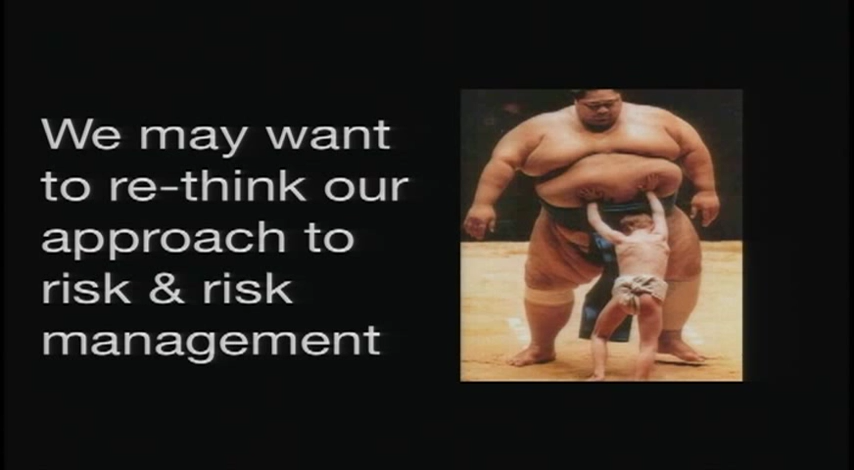 We may want
to re-think our
approach to
risk & risk
management